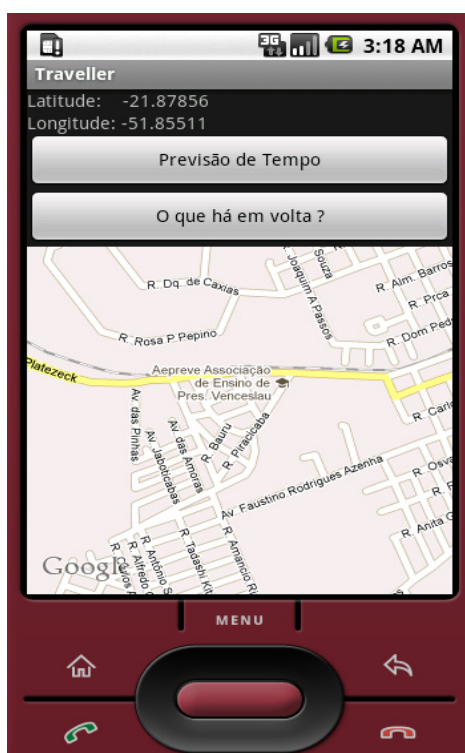 3G 3:18 AM
Traveller
Latitude: -21.87856
Longitude: -51.85511
Previsão de Tempo
O que há em volta ?
Souza
R. Joaquim A Passos
R. Alm. Barros
R. Dq. de Caxias
R. Prca
R. Dom Ped
R. Rosa P Pepino
Platezeck
Aepreve Associação
de Ensino de
Pres. Venceslau
Av. das Pinhas
Av. Jaboticabas
Av. das Amoras
R. Bauru
R. Piracicaba
R. Carl
Av Faustino Rodrigues Azenha
R. Osva
R. F
R. Anita G
R. Alfredo
R. Antônio S
R. Tadashi Kit
R. Amancio Ri
Google
MENU